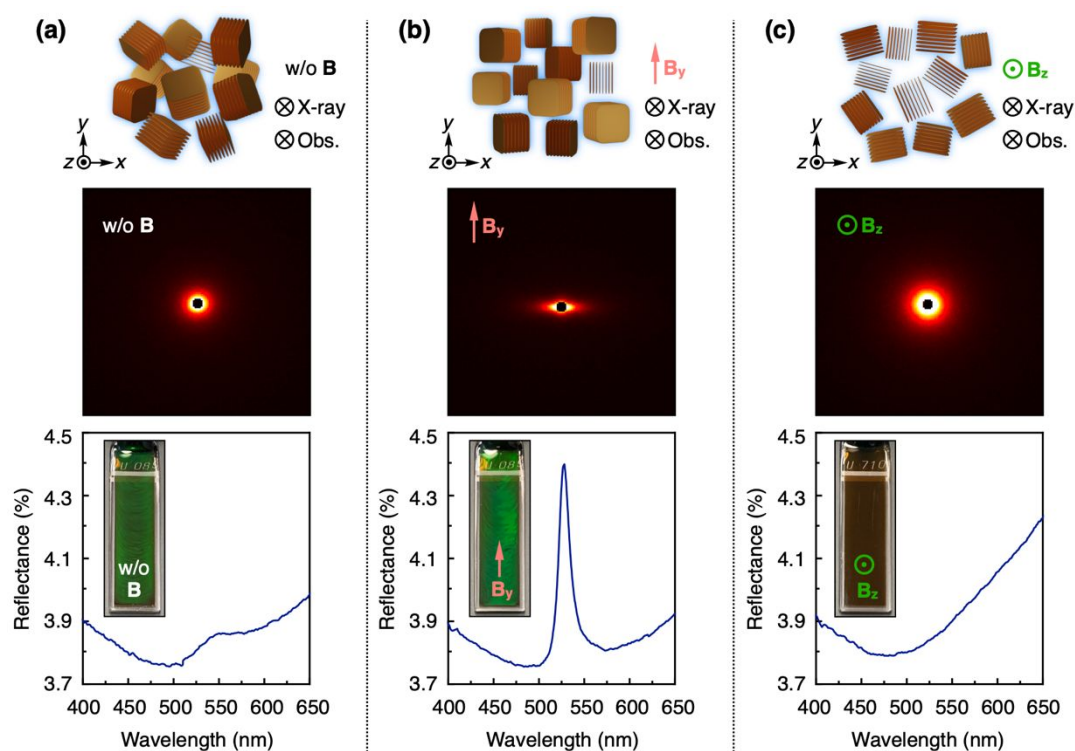 (a)
w/o B
⊗ X-ray
⊗ Obs.
y
z
x
w/o B
4.5
4.3
4.1
3.9
3.7
Reflectance (%)
U 085
w/o
B
400 450 500 550 600 650
Wavelength (nm)
(b)
By
⊗ X-ray
⊗ Obs.
y
z
x
By
4.5
4.3
4.1
3.9
3.7
Reflectance (%)
U 085
By
400 450 500 550 600 650
Wavelength (nm)
(c)
⊙ Bz
⊗ X-ray
⊗ Obs.
y
z
x
⊙ Bz
4.5
4.3
4.1
3.9
3.7
Reflectance (%)
U 710
⊙
Bz
400 450 500 550 600 650
Wavelength (nm)